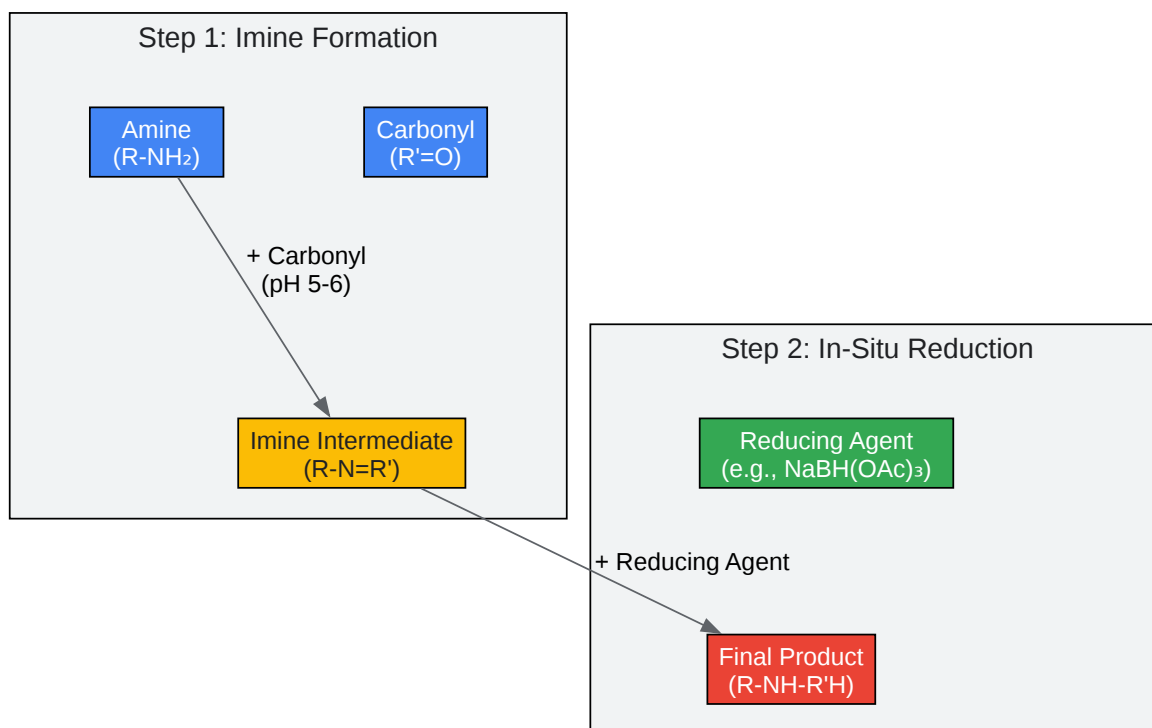 Step 1: Imine Formation
Amine
(R-NH₂)
Carbonyl
(R'=O)
+ Carbonyl
(pH 5-6)
Imine Intermediate
(R-N=R')
Step 2: In-Situ Reduction
Reducing Agent
(e.g., NaBH(OAc)₃)
+ Reducing Agent
Final Product
(R-NH-R'H)